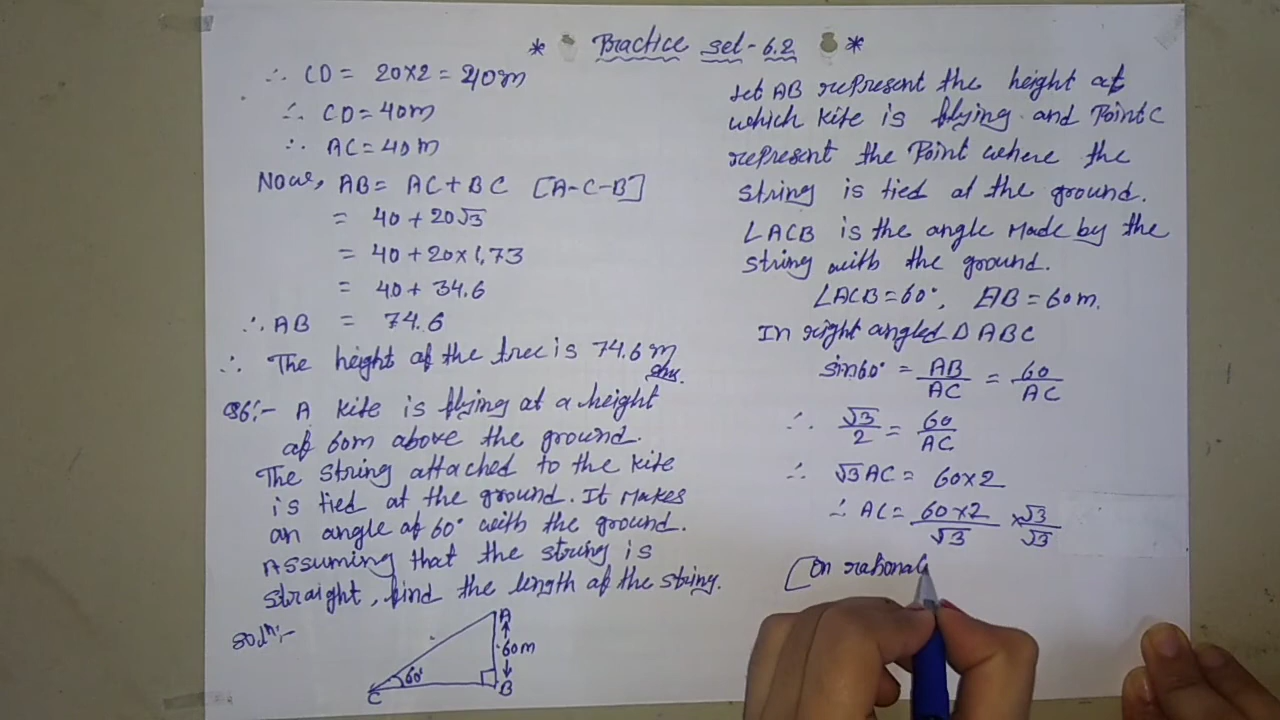 * Practice set - 6.2 *
∴ CD = 20×2 = 40m
∴ CD = 40m
∴ AC = 40m
Now, AB = AC + BC [A-C-B]
= 40 + 20√3
= 40 + 20×1.73
= 40 + 34.6
∴ AB = 74.6
∴ The height of the tree is 74.6 m
Ans.
Q6:- A kite is flying at a height
of 60m above the ground.
The string attached to the kite
is tied at the ground. It makes
an angle of 60° with the ground.
Assuming that the string is
straight, find the length of the string.
Solⁿ:-
A
60m
60°
C
B
Let AB represent the height at
which kite is flying and Point C
represent the Point where the
string is tied at the ground.
∠ACB is the angle made by the
string with the ground.
∠ACB = 60°, AB = 60m.
In right angled Δ ABC
sin60° = AB/AC = 60/AC
∴ √3/2 = 60/AC
∴ √3AC = 60×2
∴ AC = 60×2/√3 × √3/√3
[On rational